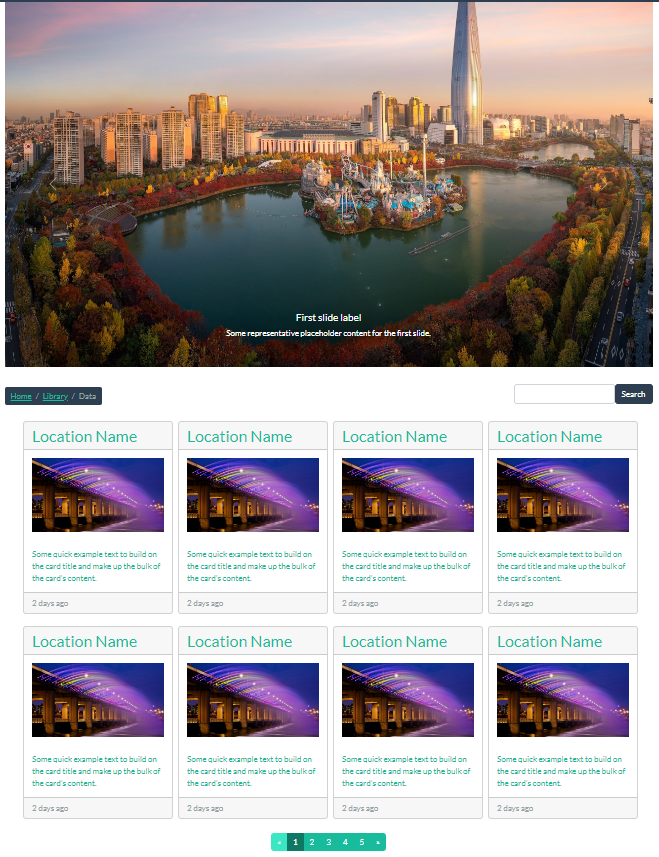 First slide label
Some representative placeholder content for the first slide.
Home / Library / Data
Search
Location Name
Some quick example text to build on
the card title and make up the bulk of
the card's content.
2 days ago
Location Name
Some quick example text to build on
the card title and make up the bulk of
the card's content.
2 days ago
Location Name
Some quick example text to build on
the card title and make up the bulk of
the card's content.
2 days ago
Location Name
Some quick example text to build on
the card title and make up the bulk of
the card's content.
2 days ago
Location Name
Some quick example text to build on
the card title and make up the bulk of
the card's content.
2 days ago
Location Name
Some quick example text to build on
the card title and make up the bulk of
the card's content.
2 days ago
Location Name
Some quick example text to build on
the card title and make up the bulk of
the card's content.
2 days ago
Location Name
Some quick example text to build on
the card title and make up the bulk of
the card's content.
2 days ago
« 1 2 3 4 5 »